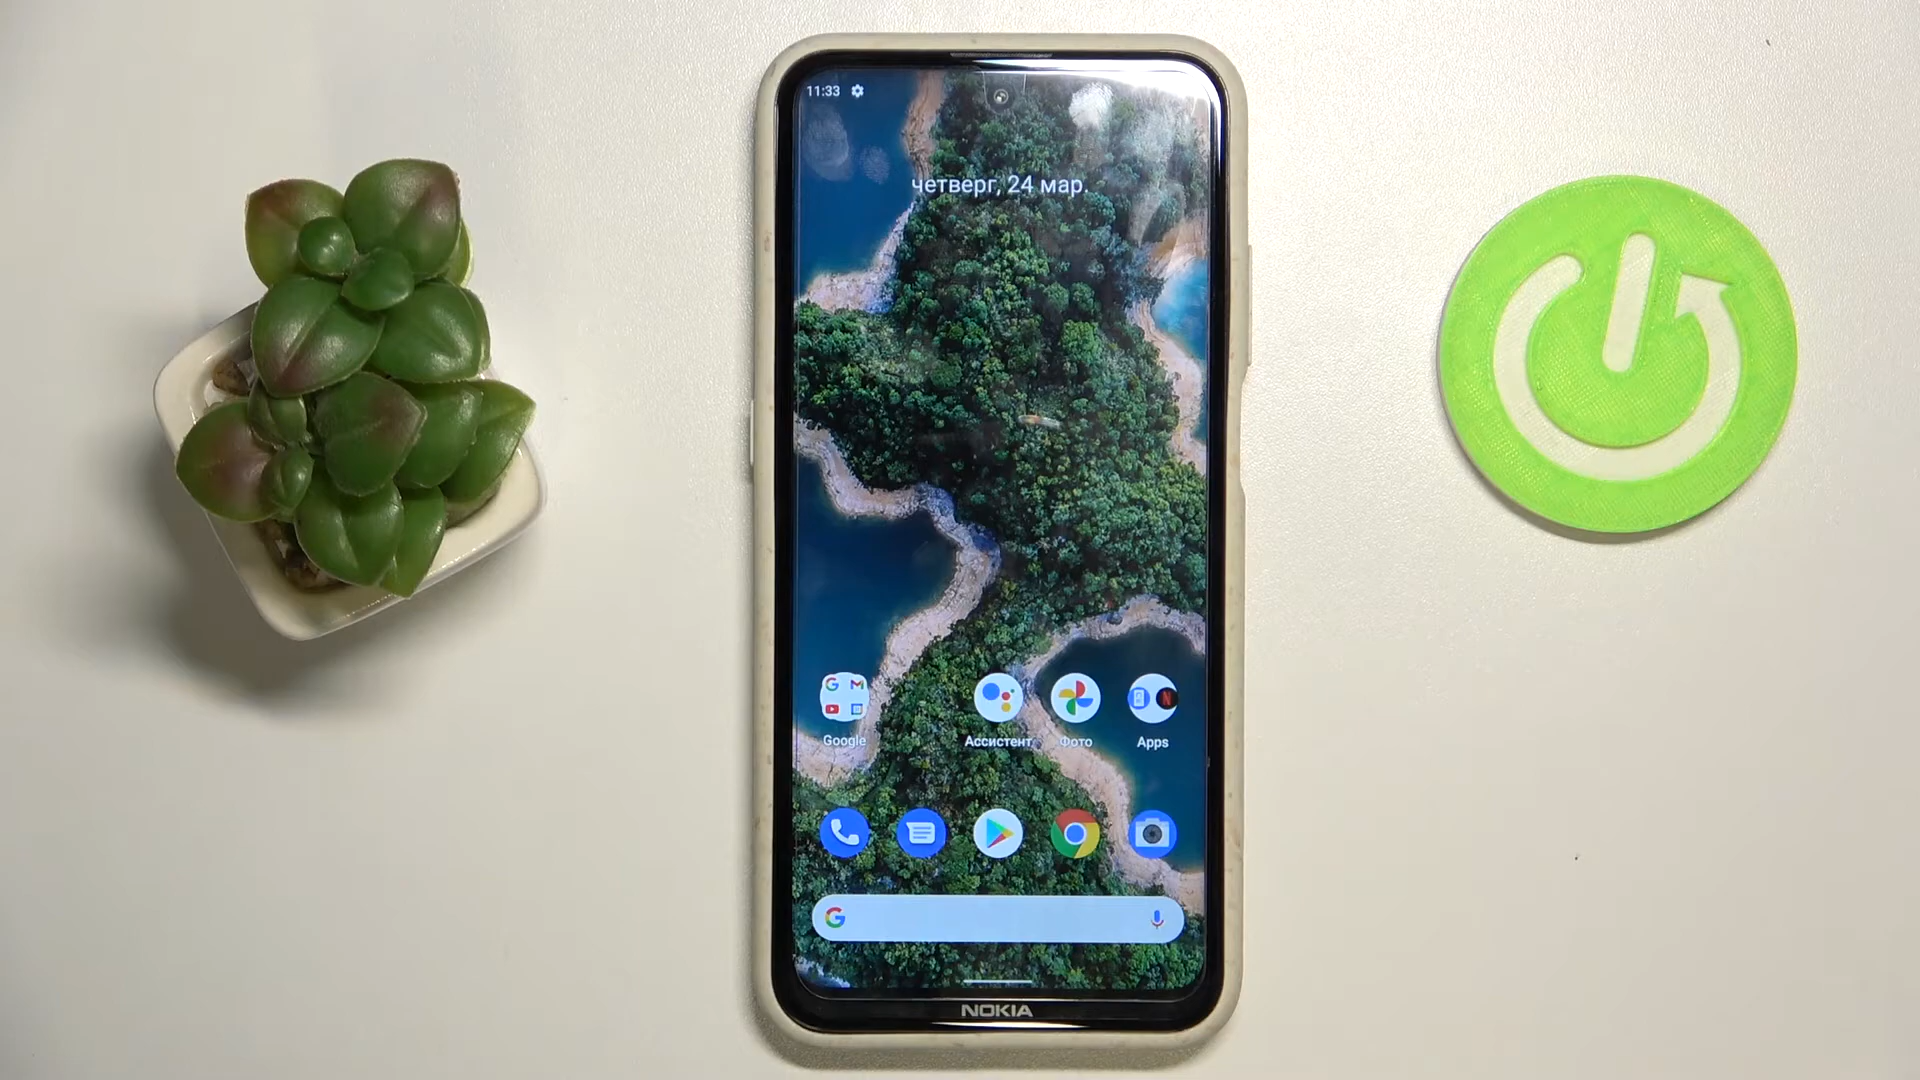 11:33
четверг, 24 мар.
Google
Ассистент
Фото
Apps
NOKIA